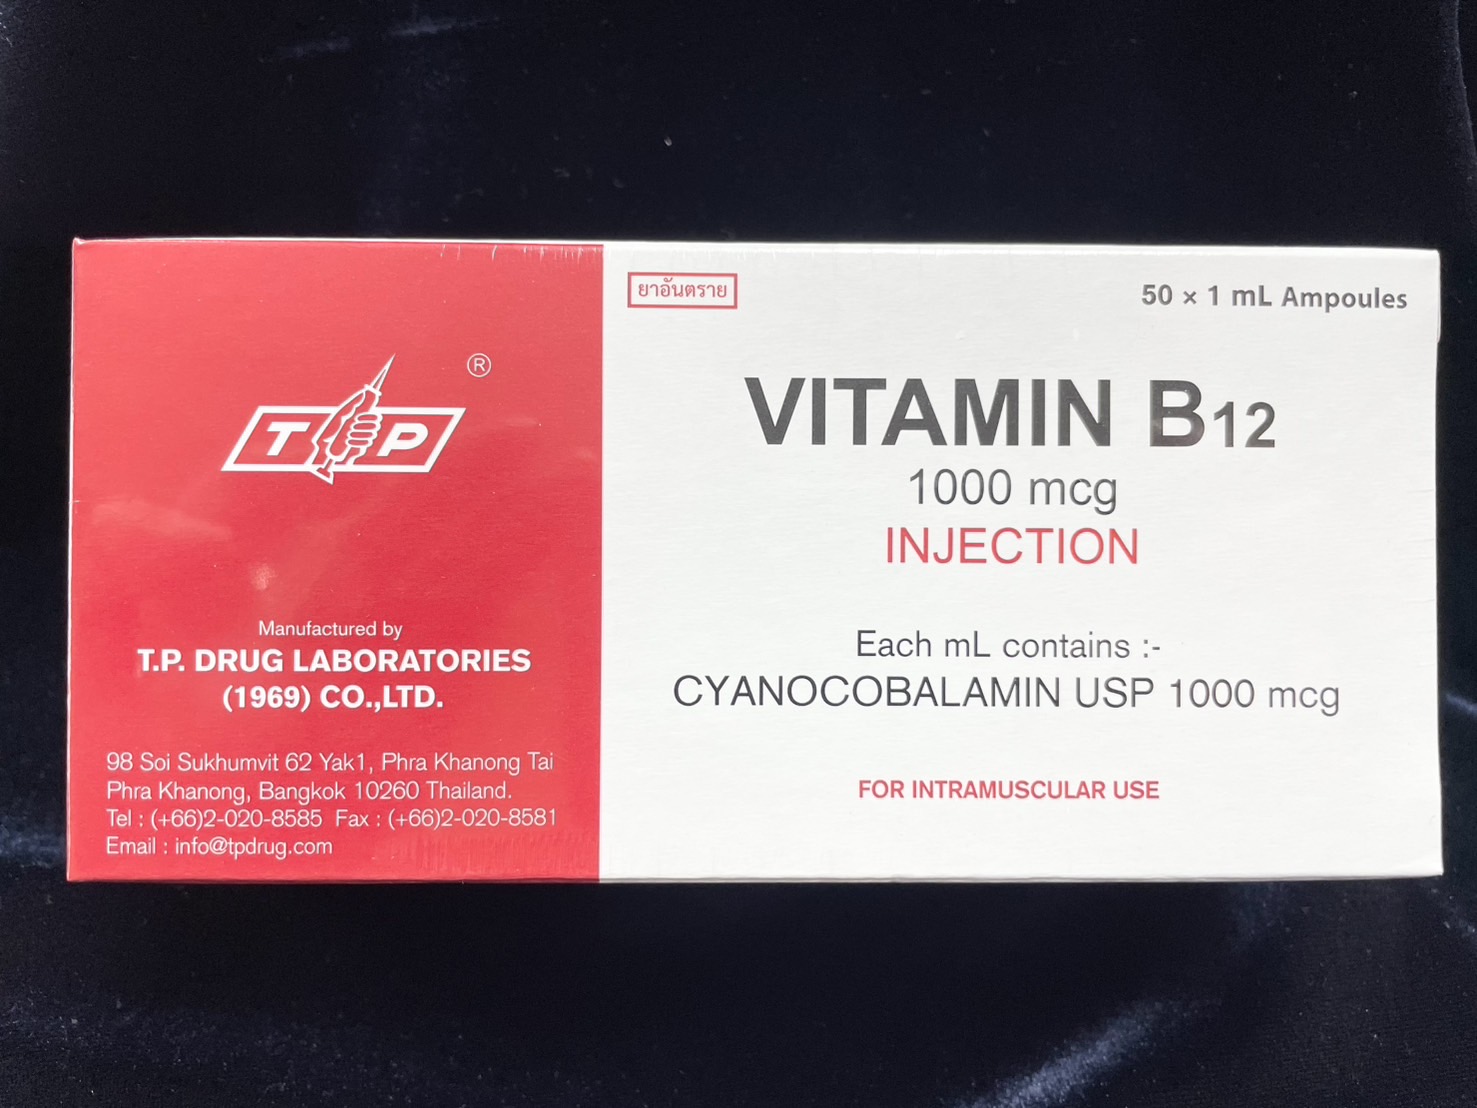 T P
®
Manufactured by
T.P. DRUG LABORATORIES
(1969) CO.,LTD.
98 Soi Sukhumvit 62 Yak1, Phra Khanong Tai
Phra Khanong, Bangkok 10260 Thailand.
Tel : (+66)2-020-8585 Fax : (+66)2-020-8581
Email : info@tpdrug.com
ยาอันตราย
50 × 1 mL Ampoules
VITAMIN B12
1000 mcg
INJECTION
Each mL contains :-
CYANOCOBALAMIN USP 1000 mcg
FOR INTRAMUSCULAR USE